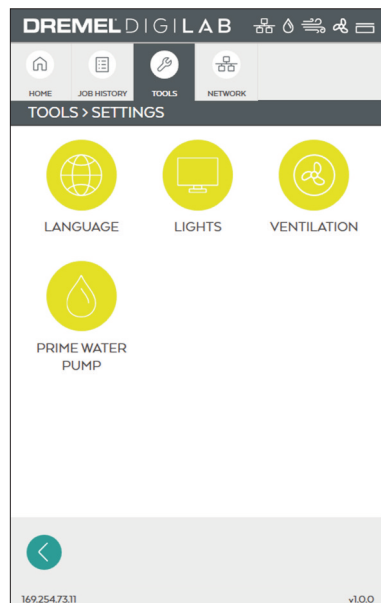 DREMEL DIGILAB
HOME
JOB HISTORY
TOOLS
NETWORK
TOOLS > SETTINGS
LANGUAGE
LIGHTS
VENTILATION
PRIME WATER
PUMP
169.254.73.11
v1.0.0